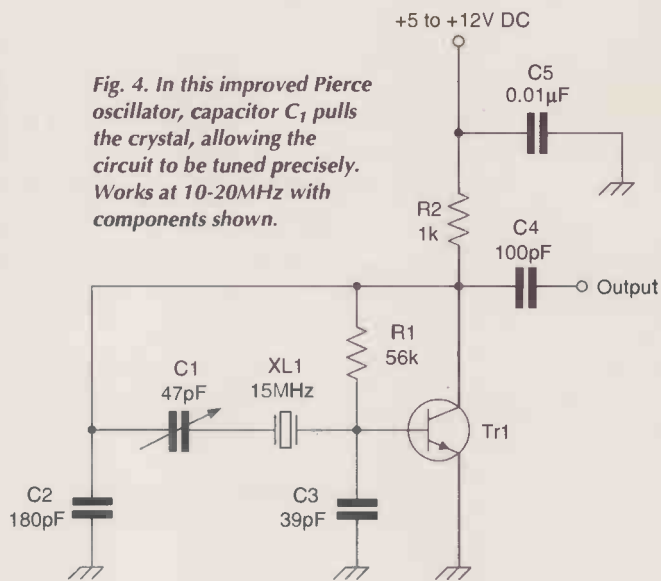 +5 to +12V DC
Fig. 4. In this improved Pierce
oscillator, capacitor C1 pulls
the crystal, allowing the
circuit to be tuned precisely.
Works at 10-20MHz with
components shown.
C5
0.01µF
R2
1k
C4
100pF
Output
R1
56k
C1
47pF
XL1
15MHz
Tr1
C2
180pF
C3
39pF